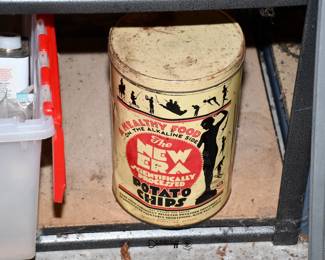 A HEALTHY FOOD
ON THE ALKALINE SIDE
The
NEW
ERA
SCIENTIFICALLY
PROCESSED
POTATO
CHIPS